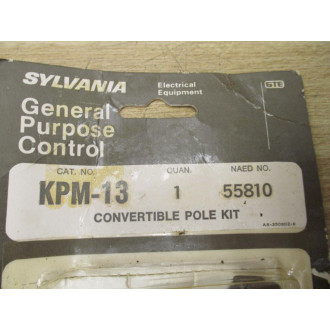 SYLVANIA
Electrical
Equipment
GTE
General
Purpose
Control
CAT. NO. QUAN. NAED NO.
KPM-13 1 55810
CONVERTIBLE POLE KIT